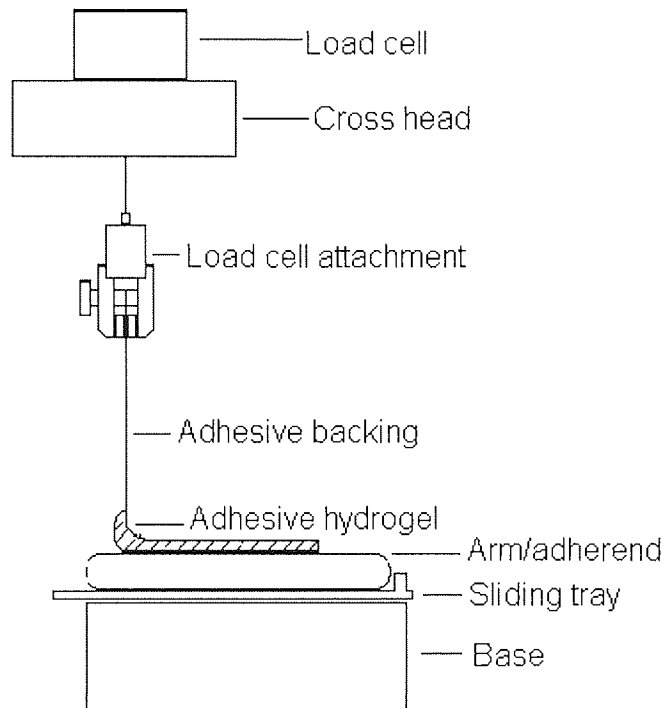 Load cell
Cross head
Load cell attachment
Adhesive backing
Adhesive hydrogel
Arm/adherend
Sliding tray
Base